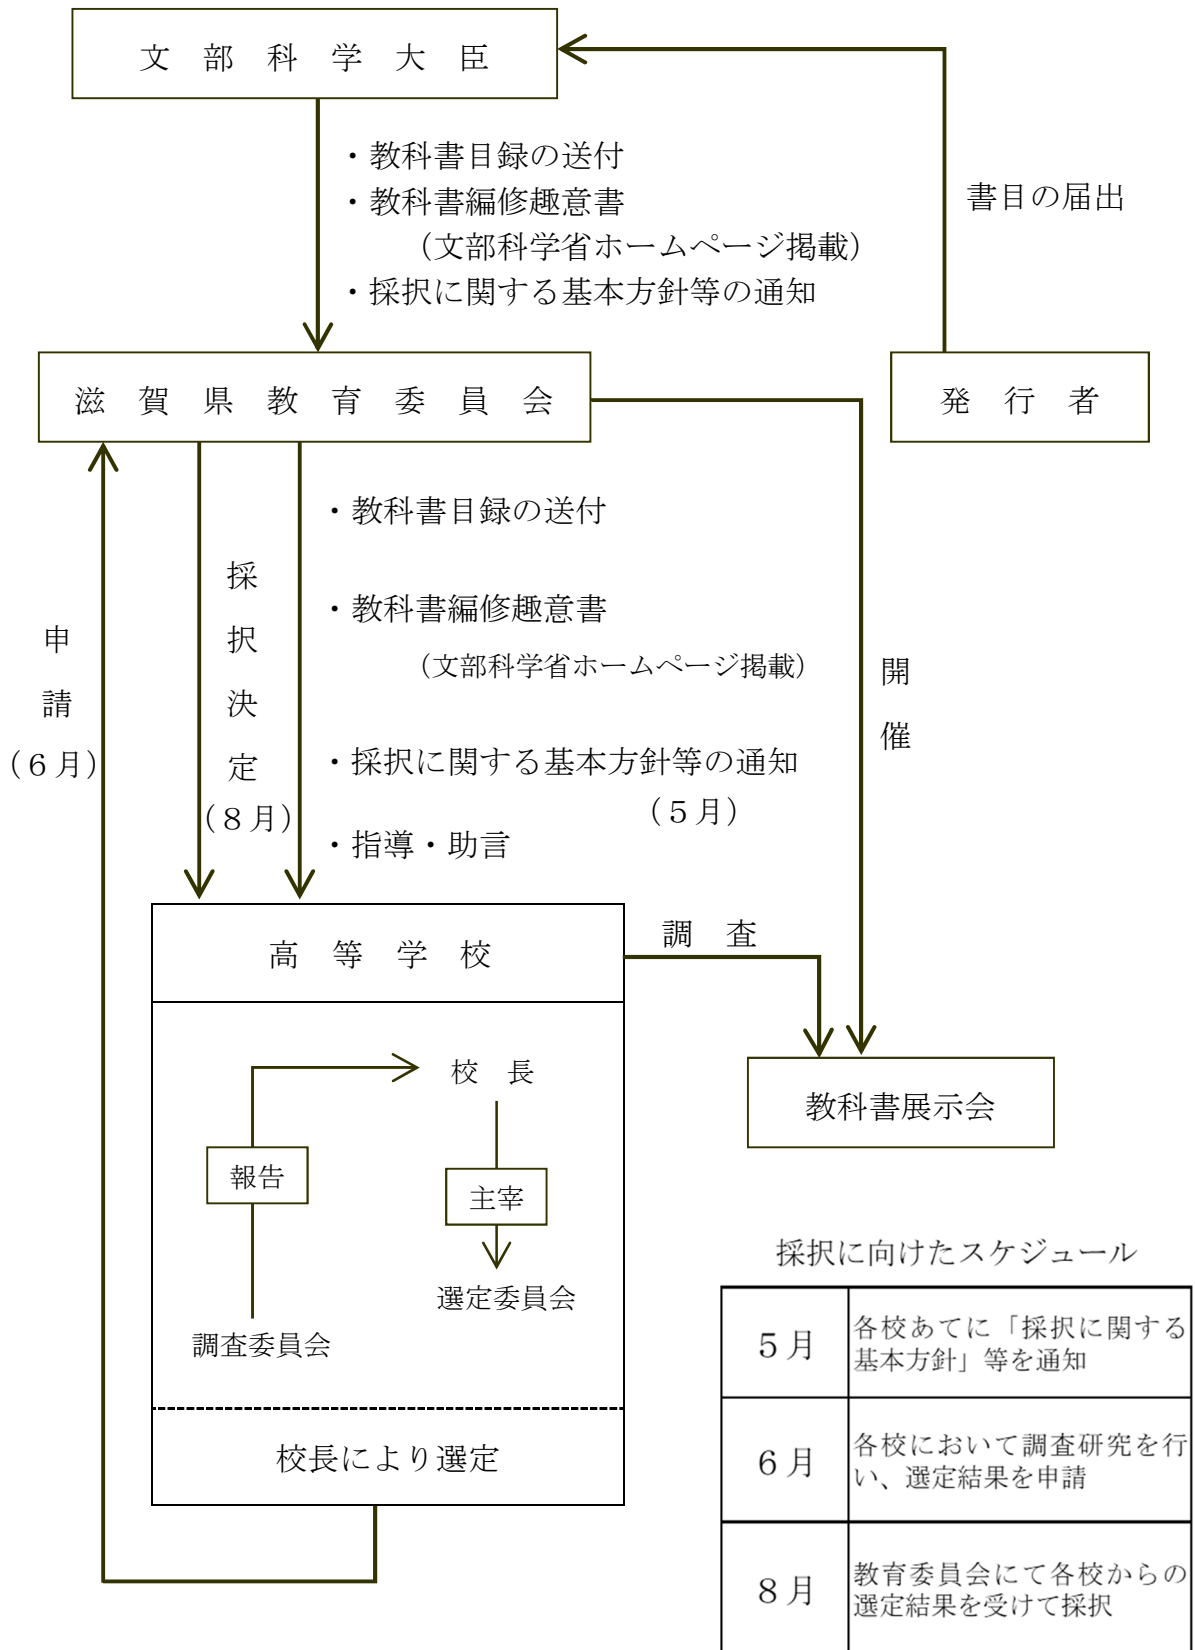 文部科学大臣
・教科書目録の送付
・教科書編修趣意書
（文部科学省ホームページ掲載）
・採択に関する基本方針等の通知
書目の届出
滋賀県教育委員会
発行者
申請
（６月）
採択決定
（８月）
・教科書目録の送付
・教科書編修趣意書
（文部科学省ホームページ掲載）
・採択に関する基本方針等の通知
（５月）
・指導・助言
開催
高等学校
調査
校長
教科書展示会
報告
主宰
選定委員会
調査委員会
校長により選定
採択に向けたスケジュール
５月
各校あてに「採択に関する
基本方針」等を通知
６月
各校において調査研究を行
い、選定結果を申請
８月
教育委員会にて各校からの
選定結果を受けて採択